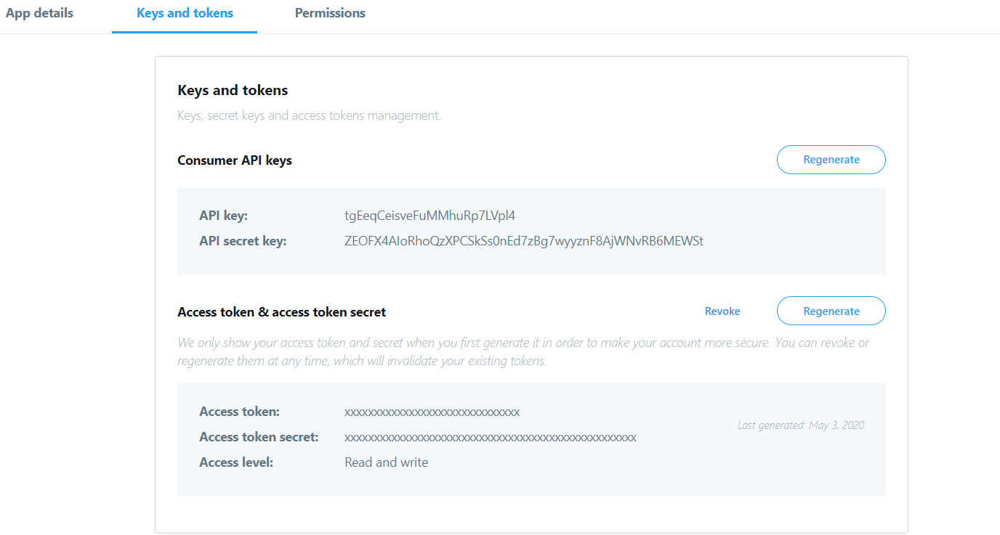 App details
Keys and tokens
Permissions
Keys and tokens
Keys, secret keys and access tokens management.
Consumer API keys
Regenerate
API key: tgEeqCeisveFuMMhuRp7LVpl4
API secret key: ZEOFX4AIoRhoQzXPCSkSs0nEd7zBg7wyyznF8AjWNvRB6MEWSt
Access token & access token secret
Revoke
Regenerate
We only show your access token and secret when you first generate it in order to make your account more secure. You can revoke or
regenerate them at any time, which will invalidate your existing tokens.
Access token: xxxxxxxxxxxxxxxxxxxxxxxxxxxxxx
Last generated: May 3, 2020
Access token secret: xxxxxxxxxxxxxxxxxxxxxxxxxxxxxxxxxxxxxxxxxxxxxxxxxx
Access level: Read and write